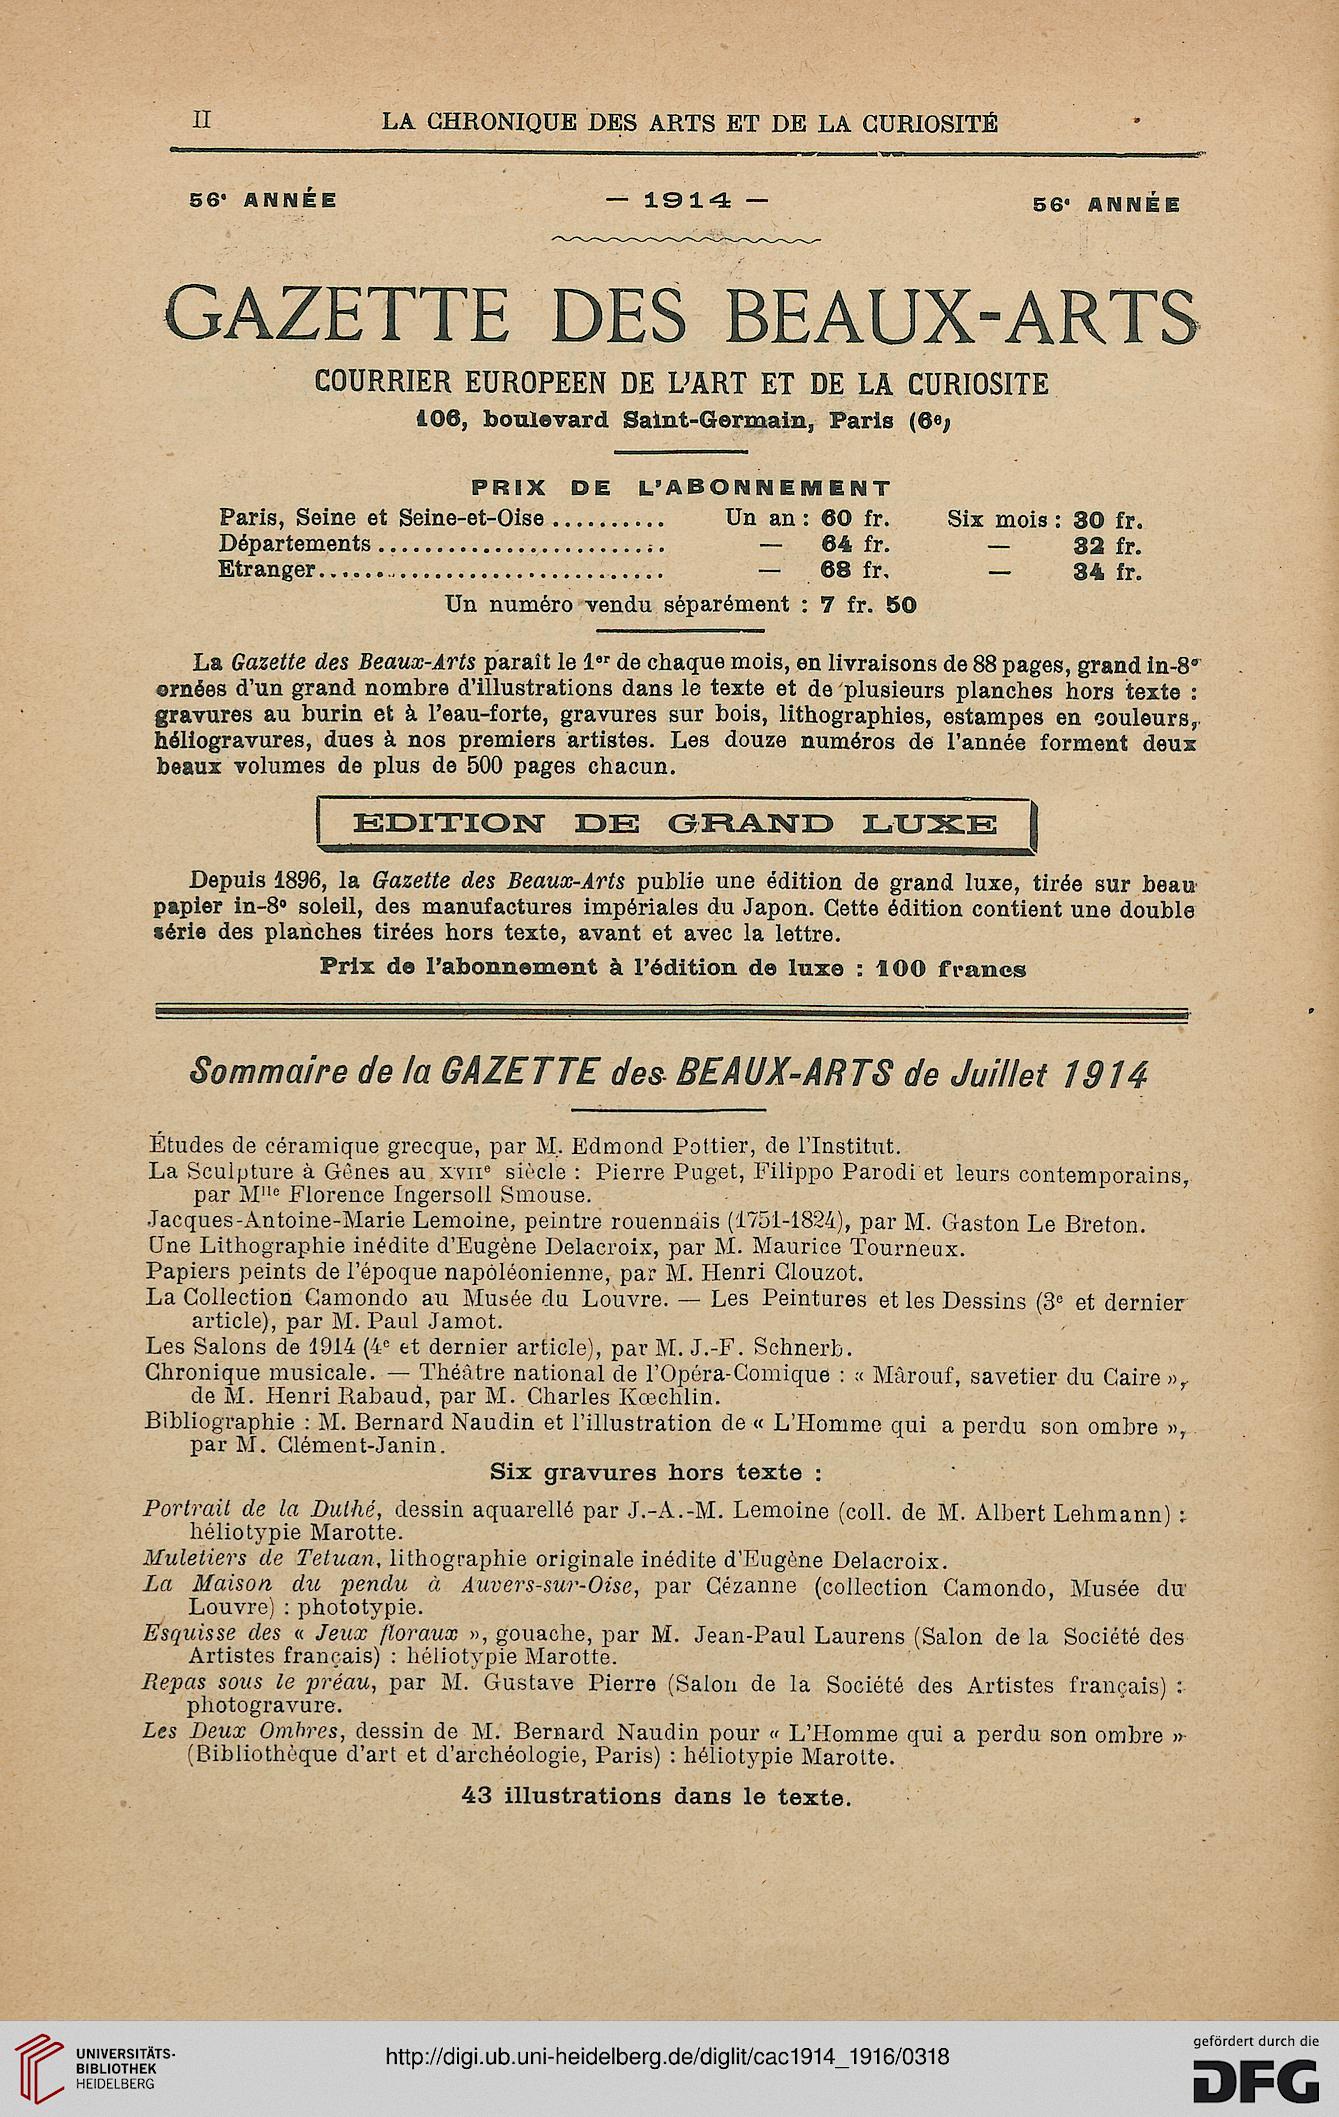 II LA CHRONIQUE DES ARTS ET DE LA CURIOSITÉ
56e ANNÉE — 1914 — 56e ANNÉE
GAZETTE DES BEAUX-ARTS
COURRIER EUROPEEN DE L'ART ET DE LA CURIOSITE
106, boulevard Saint-Germain, Paris (6e)
PRIX DE L'ABONNEMENT
Paris, Seine et Seine-et-Oise .......... Un an : 60 fr. Six mois : 30 fr.
Départements ......................... — 64 fr. — 32 fr.
Etranger.............................. — 68 fr. — 34 fr.
Un numéro vendu séparément : 7 fr. 50
La Gazette des Beaux-Arts paraît le 1er de chaque mois, en livraisons de 88 pages, grand in-8o
ornées d'un grand nombre d'illustrations dans le texte et de plusieurs planches hors texte :
gravures au burin et à l'eau-forte, gravures sur bois, lithographies, estampes en couleurs,
héliogravures, dues à nos premiers artistes. Les douze numéros de l'année forment deux
beaux volumes de plus de 500 pages chacun.
EDITION DE GRAND LUXE
Depuis 1896, la Gazette des Beaux-Arts publie une édition de grand luxe, tirée sur beau
papier in-8o soleil, des manufactures impériales du Japon. Cette édition contient une double
série des planches tirées hors texte, avant et avec la lettre.
Prix de l'abonnement à l'édition de luxe : 100 francs
Sommaire de la GAZETTE des BEAUX-ARTS de Juillet 1914
Études de céramique grecque, par M. Edmond Pottier, de l'Institut.
La Sculpture à Gênes au XVIIe siècle : Pierre Puget, Filippo Parodi et leurs contemporains,
par Mlle Florence Ingersoll Smouse.
Jacques-Antoine-Marie Lemoine, peintre rouennais (1751-1824), par M. Gaston Le Breton.
Une Lithographie inédite d'Eugène Delacroix, par M. Maurice Tourneux.
Papiers peints de l'époque napoléonienne, par M. Henri Clouzot.
La Collection Camondo au Musée du Louvre. — Les Peintures et les Dessins (3e et dernier
article), par M. Paul Jamot.
Les Salons de 1914 (4e et dernier article), par M. J.-F. Schnerb.
Chronique musicale. — Théâtre national de l'Opéra-Comique : « Mârouf, savetier du Caire »,
de M. Henri Rabaud, par M. Charles Kœchlin.
Bibliographie : M. Bernard Naudin et l'illustration de « L'Homme qui a perdu son ombre »,
par M. Clément-Janin.
Six gravures hors texte :
Portrait de la Duthé, dessin aquarellé par J.-A.-M. Lemoine (coll. de M. Albert Lehmann) :
héliotypie Marotte.
Muletiers de Tetuan, lithographie originale inédite d'Eugène Delacroix.
La Maison du pendu à Auvers-sur-Oise, par Cézanne (collection Camondo, Musée du
Louvre) : phototypie.
Esquisse des « Jeux floraux », gouache, par M. Jean-Paul Laurens (Salon de la Société des
Artistes français) : héliotypie Marotte.
Repas sous le préau, par M. Gustave Pierre (Salon de la Société des Artistes français) :
photogravure.
Les Deux Ombres, dessin de M. Bernard Naudin pour « L'Homme qui a perdu son ombre »
(Bibliothèque d'art et d'archéologie, Paris) : héliotypie Marotte.
43 illustrations dans le texte.
UNIVERSITÄTS-
BIBLIOTHEK
HEIDELBERG
http://digi.ub.uni-heidelberg.de/diglit/cac1914_1916/0318
gefördert durch die
DFG